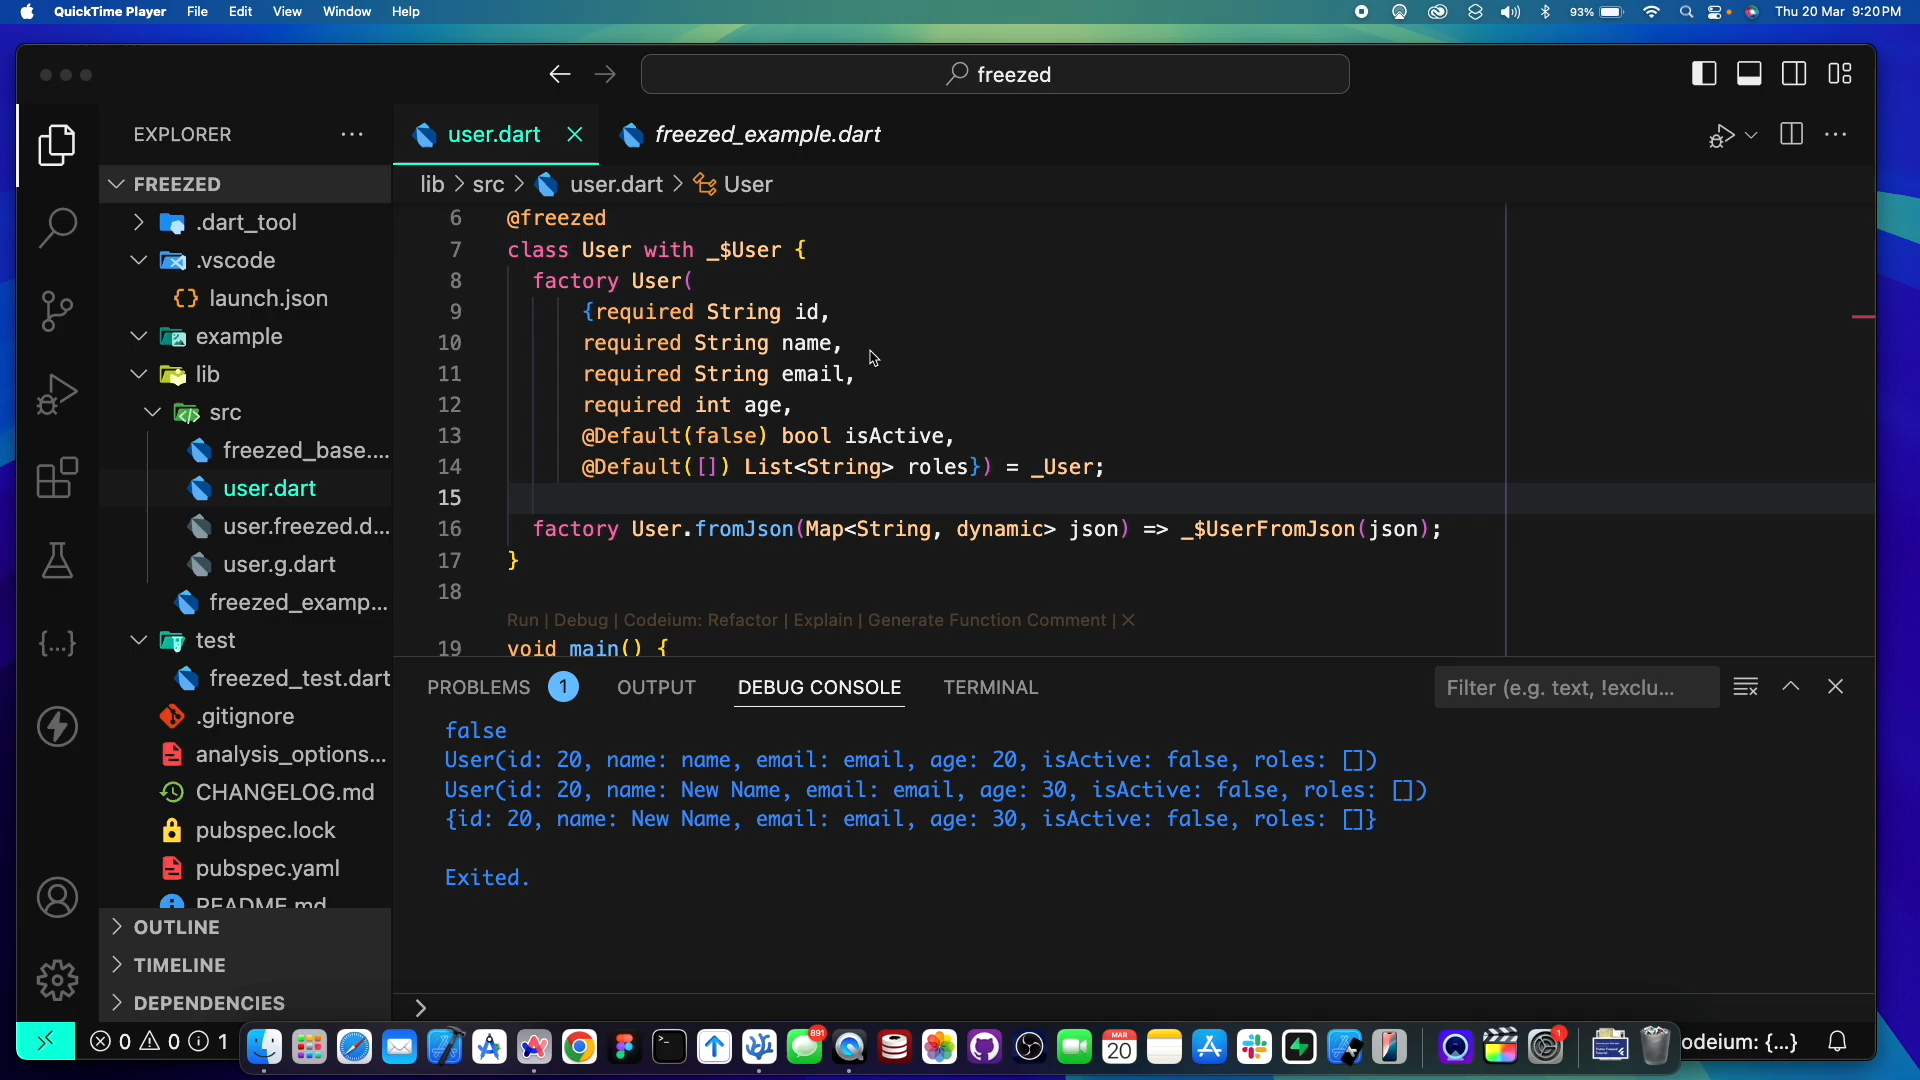 QuickTime Player File Edit View Window Help
93%
Thu 20 Mar 9:20 PM
freezed
EXPLORER
user.dart
freezed_example.dart
FREEZED
lib > src > user.dart > User
.dart_tool
.vscode
launch.json
example
lib
src
freezed_base....
user.dart
user.freezed.d...
user.g.dart
freezed_examp...
test
freezed_test.dart
.gitignore
analysis_options...
CHANGELOG.md
pubspec.lock
pubspec.yaml
README.md
OUTLINE
TIMELINE
DEPENDENCIES
6 @freezed
7 class User with _$User {
8 factory User(
9 {required String id,
10 required String name,
11 required String email,
12 required int age,
13 @Default(false) bool isActive,
14 @Default([]) List<String> roles}) = _User;
15
16 factory User.fromJson(Map<String, dynamic> json) => _$UserFromJson(json);
17 }
18
Run | Debug | Codeium: Refactor | Explain | Generate Function Comment | ✕
19 void main() {
PROBLEMS 1 OUTPUT DEBUG CONSOLE TERMINAL
Filter (e.g. text, !exclu...
false
User(id: 20, name: name, email: email, age: 20, isActive: false, roles: [])
User(id: 20, name: New Name, email: email, age: 30, isActive: false, roles: [])
{id: 20, name: New Name, email: email, age: 30, isActive: false, roles: []}
Exited.
0 0 1
891
MAR
20
1
odeium: {...}